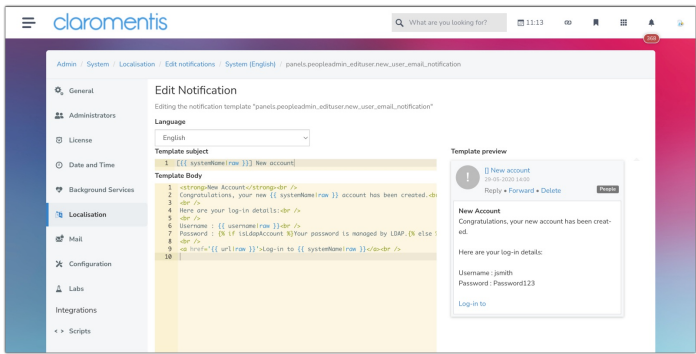 claromentis
What are you looking for?
11:13
Admin / System / Localisation / Edit notifications / System (English) / panels.peopleadmin_edituser.new_user_email_notification
General
Administrators
License
Date and Time
Background Services
Localisation
Mail
Configuration
Labs
Integrations
Scripts
Edit Notification
Editing the notification template "panels.peopleadmin_edituser.new_user_email_notification"
Language
English
Template subject
1 [{{ systemName|raw }}] New account
Template Body
1 <strong>New Account</strong><br />
2 Congratulations, your new {{ systemName|raw }} account has been created.<b
3 <br />
4 Here are your log-in details:<br />
5 <br />
6 Username : {{ username|raw }}<br />
7 Password : {% if isLdapAccount %}Your password is managed by LDAP.{% else
8 <br />
9 <a href="{{ url|raw }}">Log-in to {{ systemName|raw }}</a><br />
10
Template preview
[] New account
29-05-2020 14:00
Reply • Forward • Delete
People
New Account
Congratulations, your new account has been creat-
ed.
Here are your log-in details:
Username : jsmith
Password : Password123
Log-in to